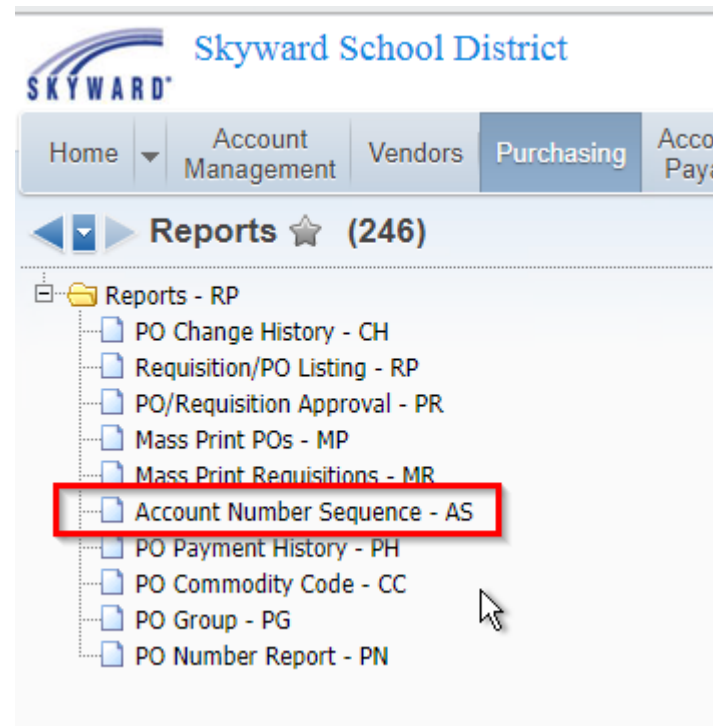 Skyward School District
SKYWARD
Home
Account Management
Vendors
Purchasing
Reports (246)
Reports - RP
PO Change History - CH
Requisition/PO Listing - RP
PO/Requisition Approval - PR
Mass Print POs - MP
Mass Print Requisitions - MR
Account Number Sequence - AS
PO Payment History - PH
PO Commodity Code - CC
PO Group - PG
PO Number Report - PN